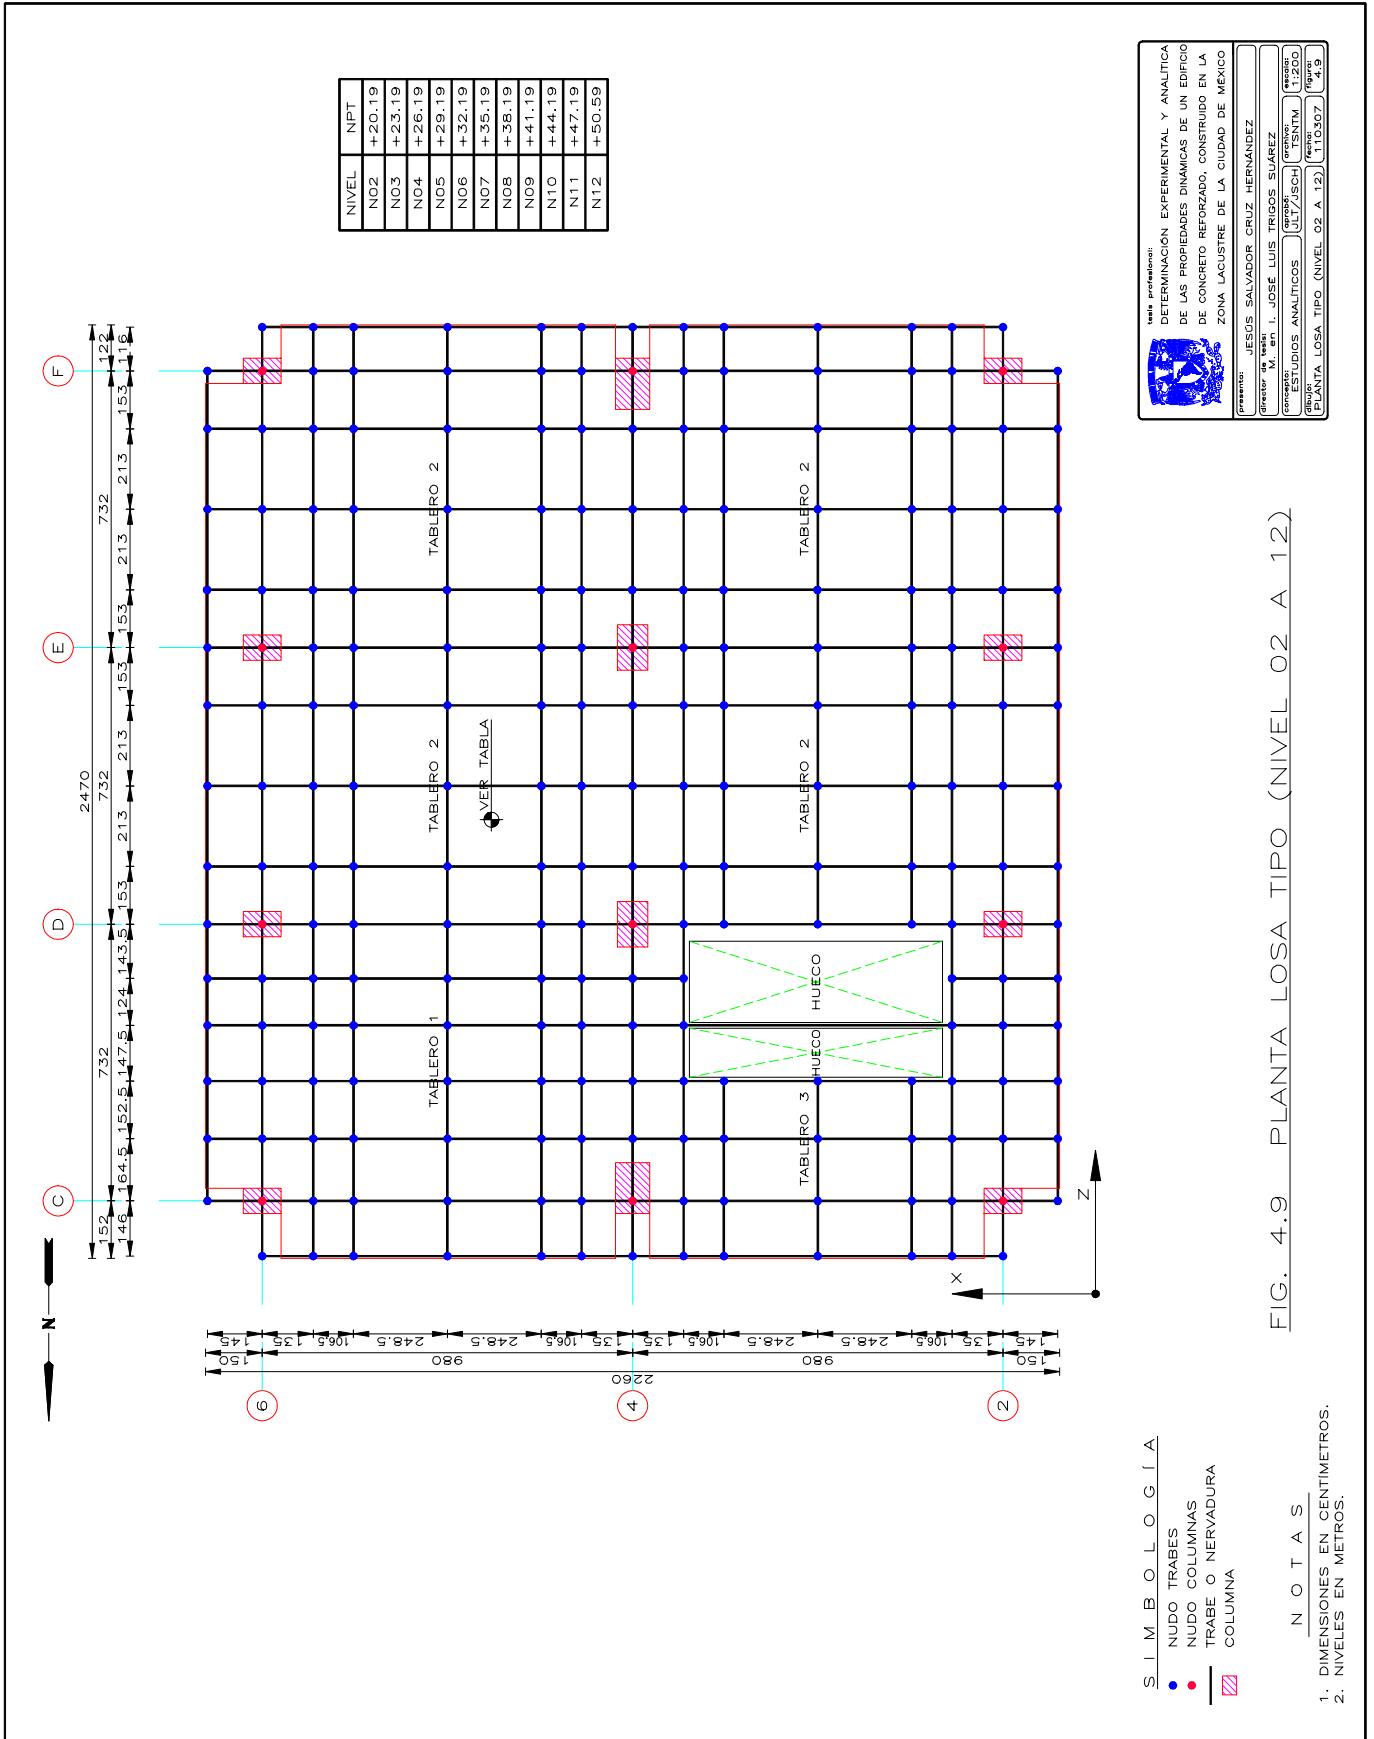 NIVEL NPT
N02 +20.19
N03 +23.19
N04 +26.19
N05 +29.19
N06 +32.19
N07 +35.19
N08 +38.19
N09 +41.19
N10 +44.19
N11 +47.19
N12 +50.59
C
D
E
F
2470
152 732 732 732 122
146 164.5 152.5 147.5 124 143.5 153 213 213 153 153 213 213 153 116
TABLERO 1
TABLERO 2
TABLERO 2
VER TABLA
HUECO
HUECO
TABLERO 3
TABLERO 2
TABLERO 2
X
Z
N
145 135 106.5 248.5 248.5 106.5 135 135 106.5 248.5 248.5 106.5 135 145
150 980 980 150
2260
6
4
2
tesis profesional:
DETERMINACIÓN EXPERIMENTAL Y ANALÍTICA
DE LAS PROPIEDADES DINÁMICAS DE UN EDIFICIO
DE CONCRETO REFORZADO, CONSTRUIDO EN LA
ZONA LACUSTRE DE LA CIUDAD DE MÉXICO
presenta:
JESÚS SALVADOR CRUZ HERNÁNDEZ
director de tesis:
M. en I. JOSÉ LUIS TRIGOS SUÁREZ
concepto:
ESTUDIOS ANALÍTICOS
aprobó:
JLT/JSCH
archivo:
TSNTM
escala:
1:200
dibujo:
PLANTA LOSA TIPO (NIVEL 02 A 12)
fecha:
110307
figura:
4.9
FIG. 4.9 PLANTA LOSA TIPO (NIVEL 02 A 12)
SIMBOLOGÍA
NUDO TRABES
NUDO COLUMNAS
TRABE O NERVADURA
COLUMNA
NOTAS
1. DIMENSIONES EN CENTÍMETROS.
2. NIVELES EN METROS.